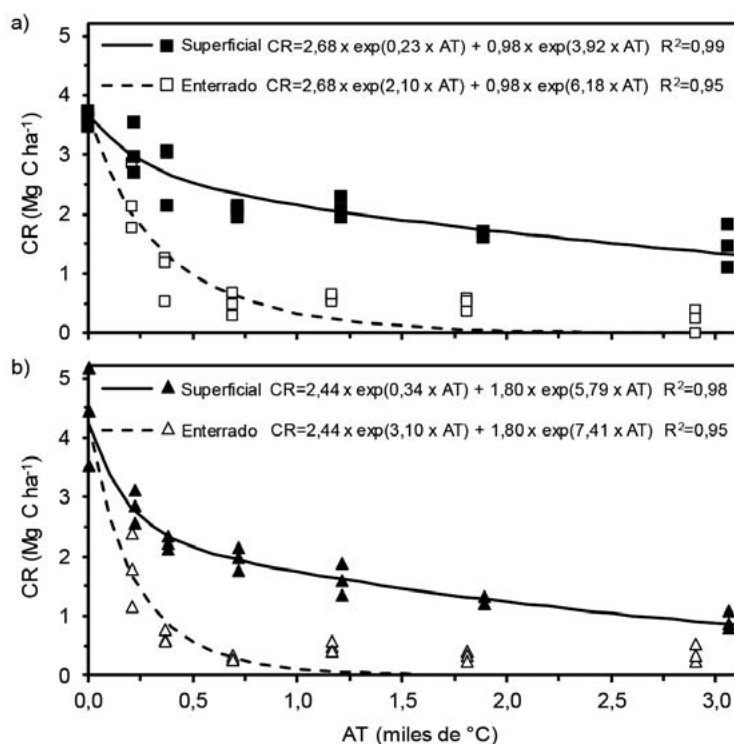 a)
5
4
3
2
1
0
CR (Mg C ha-1)
Superficial CR=2,68 x exp(0,23 x AT) + 0,98 x exp(3,92 x AT) R2=0,99
Enterrado CR=2,68 x exp(2,10 x AT) + 0,98 x exp(6,18 x AT) R2=0,95
b)
5
4
3
2
1
0
CR (Mg C ha-1)
Superficial CR=2,44 x exp(0,34 x AT) + 1,80 x exp(5,79 x AT) R2=0,98
Enterrado CR=2,44 x exp(3,10 x AT) + 1,80 x exp(7,41 x AT) R2=0,95
0,0 0,5 1,0 1,5 2,0 2,5 3,0
AT (miles de °C)